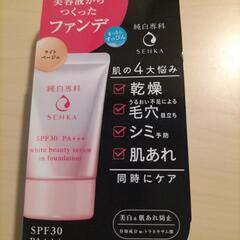 美容液から
つくった
ファンデ
ライト
ベージュ
純白専科
SENKA
純白専科
SENKA
SPF30 PA+++
white beauty serum
in foundation
肌の4大悩み
乾燥
うるおい不足による
毛穴目立ち
シミ予防
肌あれ
同時にケア
SPF30
美白&肌あれ防止